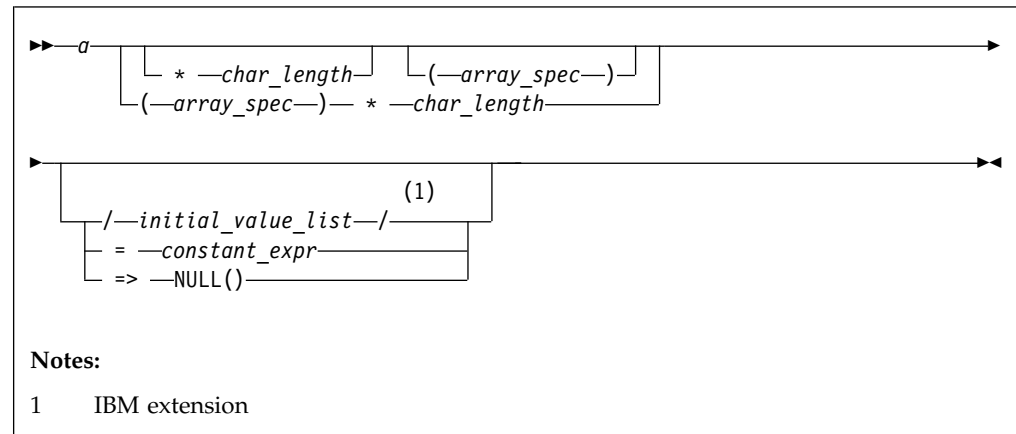 a
* char_length (array_spec)
(array_spec) * char_length
(1)
/initial_value_list/
= constant_expr
=> NULL()
Notes:
1 IBM extension